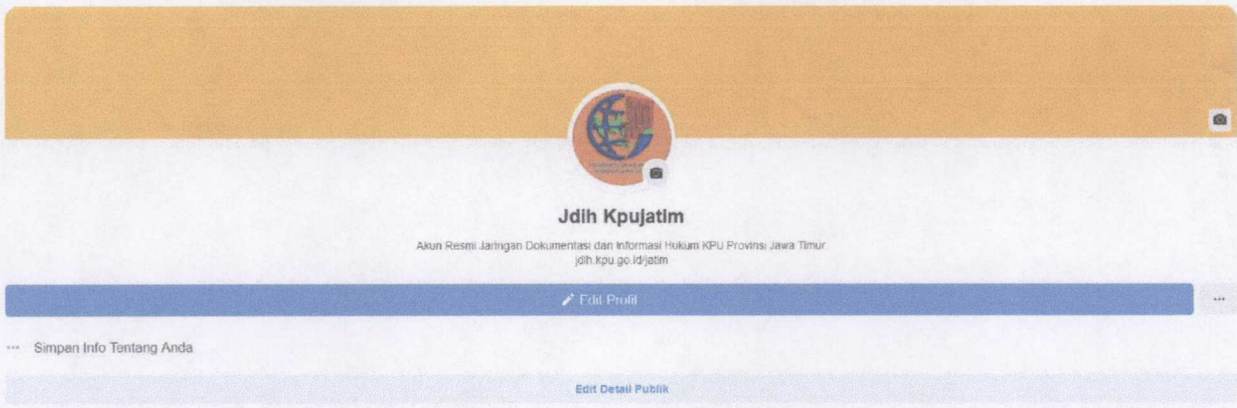 Jdih Kpujatim
Akun Resmi Jaringan Dokumentasi dan Informasi Hukum KPU Provinsi Jawa Timur
jdih.kpu.go.id/jatim
Edit Profil
Simpan Info Tentang Anda
Edit Detail Publik